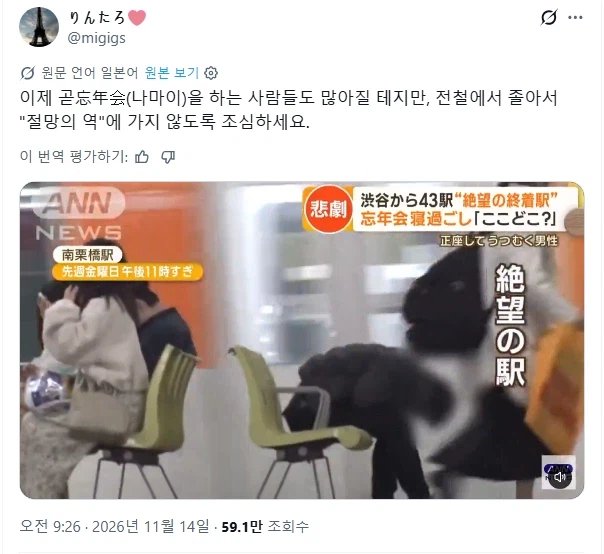 りんたろ
@migigs
원문 언어 일본어 원본 보기
이제 곧忘年会(나마이)을 하는 사람들도 많아질 테지만, 전철에서 졸아서
"절망의 역"에 가지 않도록 조심하세요.
이 번역 평가하기:
ANN
NEWS
悲劇
渋谷から43駅"絶望の終着駅"
忘年会 寝過ごし「ここどこ?」
南栗橋駅
先週金曜日 午後11時すぎ
正座して うつむく男性
絶望の駅
오전 9:26 · 2026년 11월 14일 · 59.1만 조회수